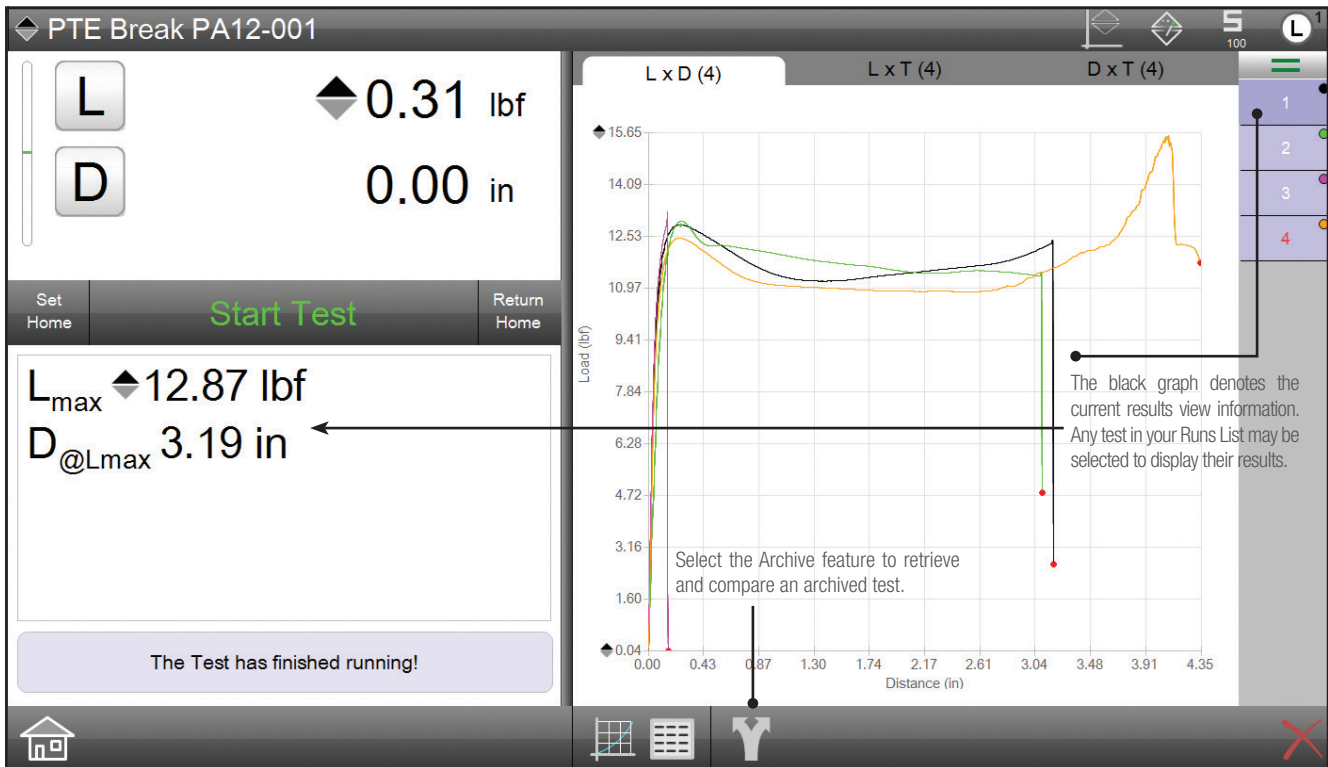 PTE Break PA12-001
100
L
1
L
0.31 lbf
D
0.00 in
Set
Home
Start Test
Return
Home
Lmax 12.87 lbf
D@Lmax 3.19 in
The Test has finished running!
L x D (4)
L x T (4)
D x T (4)
15.65
14.09
12.53
10.97
9.41
7.84
6.28
4.72
3.16
1.60
0.04
Load (lbf)
0.00
0.43
0.87
1.30
1.74
2.17
2.61
3.04
3.48
3.91
4.35
Distance (in)
The black graph denotes the
current results view information.
Any test in your Runs List may be
selected to display their results.
Select the Archive feature to retrieve
and compare an archived test.
1
2
3
4